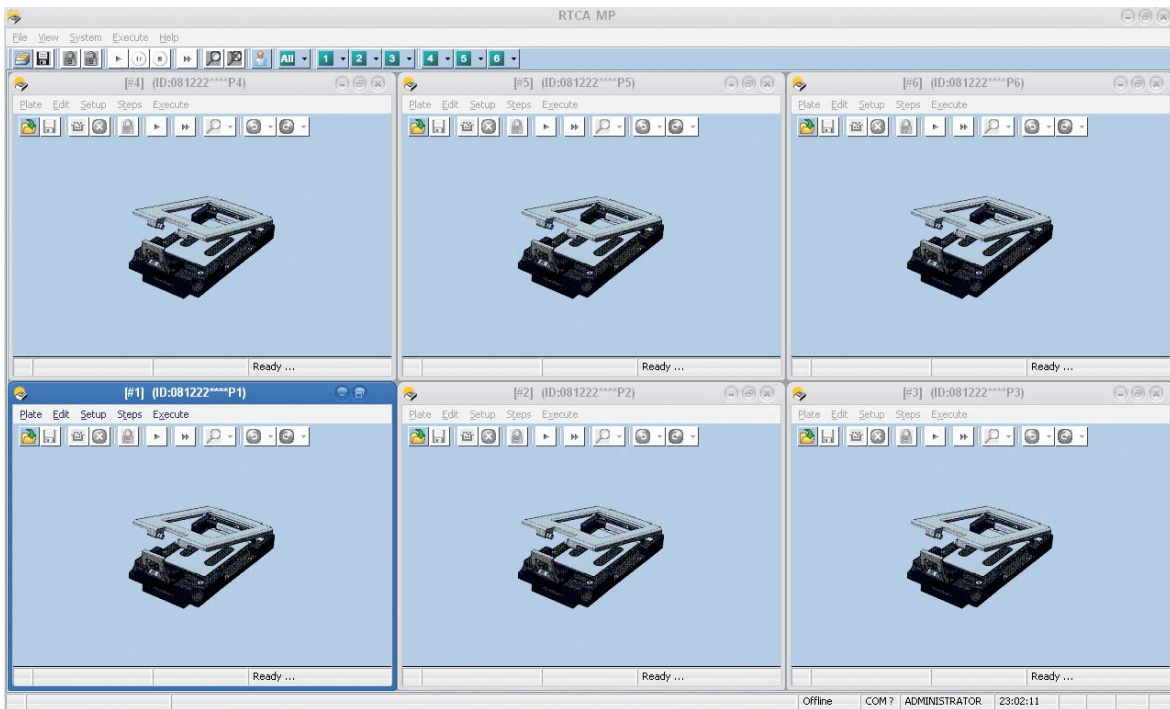 RTCA MP
File View System Execute Help
All 1 2 3 4 5 6
[#4] (ID:081222****P4)
Plate Edit Setup Steps Execute
Ready ...
[#5] (ID:081222****P5)
Plate Edit Setup Steps Execute
Ready ...
[#6] (ID:081222****P6)
Plate Edit Setup Steps Execute
Ready ...
[#1] (ID:081222****P1)
Plate Edit Setup Steps Execute
Ready ...
[#2] (ID:081222****P2)
Plate Edit Setup Steps Execute
Ready ...
[#3] (ID:081222****P3)
Plate Edit Setup Steps Execute
Ready ...
Offline COM ? ADMINISTRATOR 23:02:11